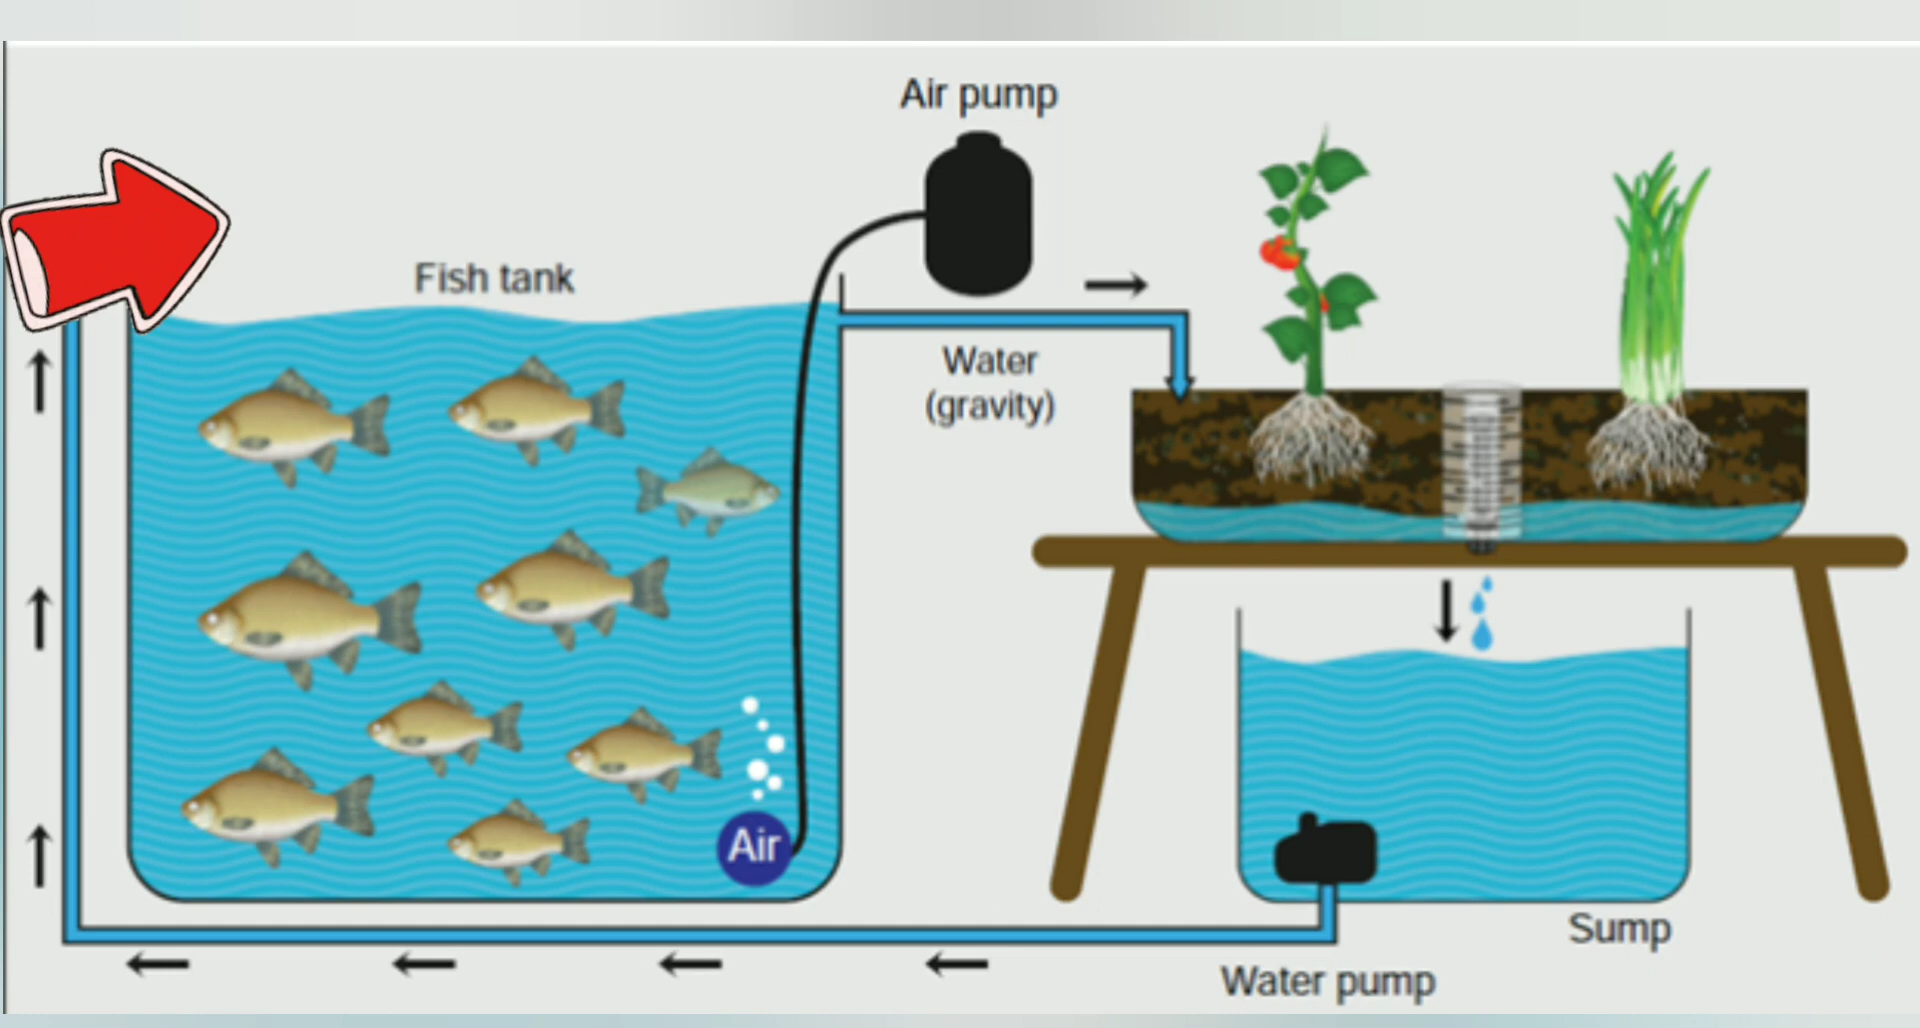 Air pump
Fish tank
Water
(gravity)
Air
Sump
Water pump